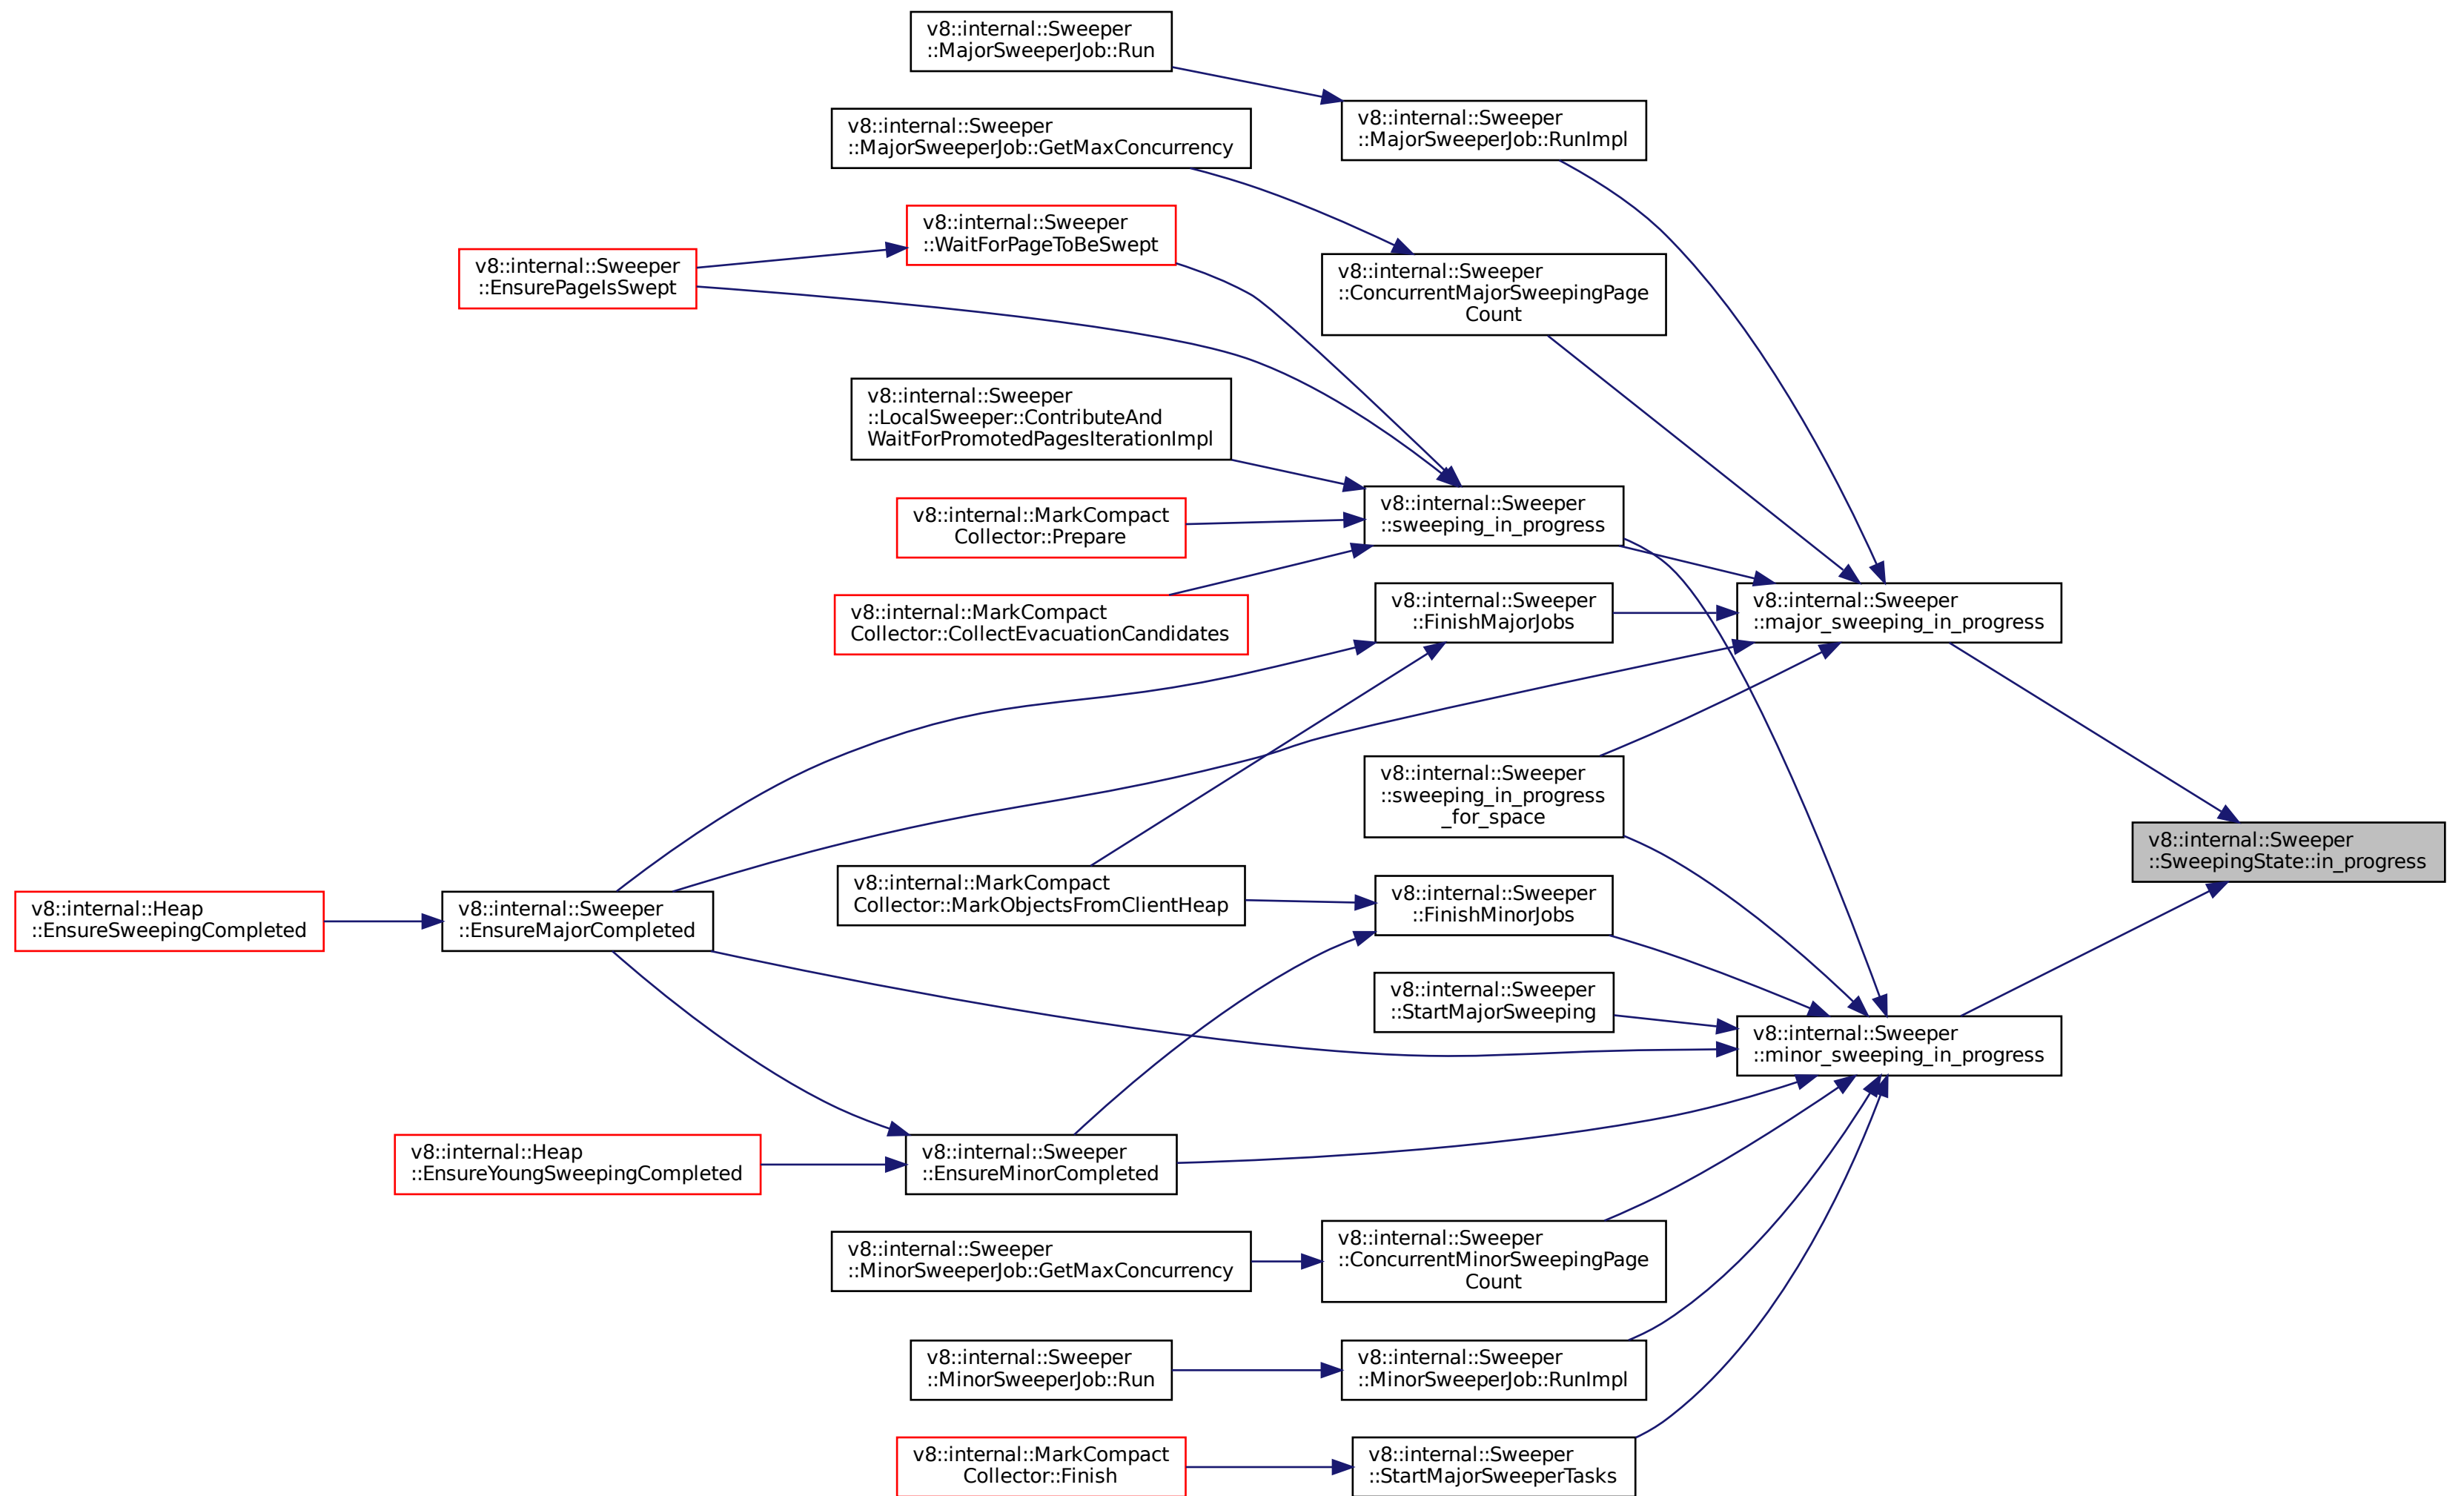 v8::internal::Sweeper
::MajorSweeperJob::Run
v8::internal::Sweeper
::MajorSweeperJob::RunImpl
v8::internal::Sweeper
::MajorSweeperJob::GetMaxConcurrency
v8::internal::Sweeper
::WaitForPageToBeSwept
v8::internal::Sweeper
::EnsurePageIsSwept
v8::internal::Sweeper
::ConcurrentMajorSweepingPage
Count
v8::internal::Sweeper
::LocalSweeper::ContributeAnd
WaitForPromotedPagesIterationImpl
v8::internal::Sweeper
::sweeping_in_progress
v8::internal::MarkCompact
Collector::Prepare
v8::internal::MarkCompact
Collector::CollectEvacuationCandidates
v8::internal::Sweeper
::FinishMajorJobs
v8::internal::Sweeper
::major_sweeping_in_progress
v8::internal::Sweeper
::sweeping_in_progress
_for_space
v8::internal::Sweeper
::SweepingState::in_progress
v8::internal::MarkCompact
Collector::MarkObjectsFromClientHeap
v8::internal::Sweeper
::FinishMinorJobs
v8::internal::Heap
::EnsureSweepingCompleted
v8::internal::Sweeper
::EnsureMajorCompleted
v8::internal::Sweeper
::StartMajorSweeping
v8::internal::Sweeper
::minor_sweeping_in_progress
v8::internal::Heap
::EnsureYoungSweepingCompleted
v8::internal::Sweeper
::EnsureMinorCompleted
v8::internal::Sweeper
::MinorSweeperJob::GetMaxConcurrency
v8::internal::Sweeper
::ConcurrentMinorSweepingPage
Count
v8::internal::Sweeper
::MinorSweeperJob::Run
v8::internal::Sweeper
::MinorSweeperJob::RunImpl
v8::internal::MarkCompact
Collector::Finish
v8::internal::Sweeper
::StartMajorSweeperTasks